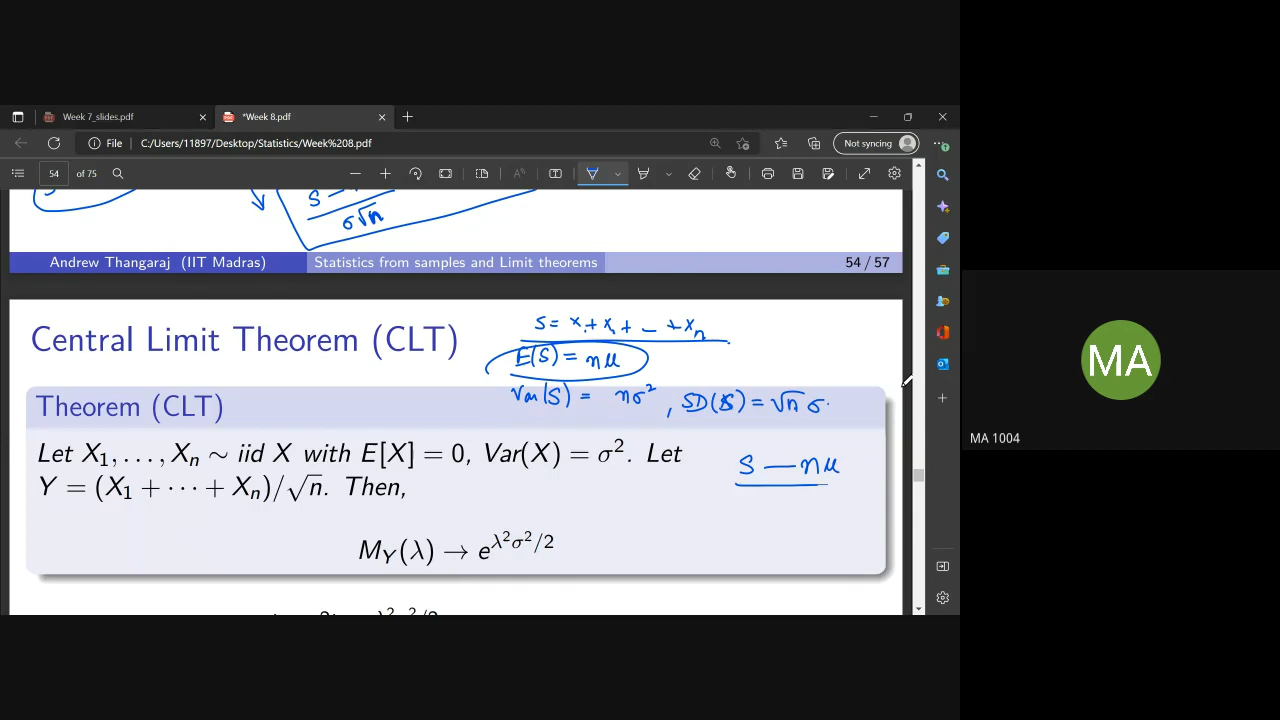 Week 7_slides.pdf
*Week 8.pdf
File
C:/Users/11897/Desktop/Statistics/Week%208.pdf
Not syncing
54 of 75
S −
σ√n
Andrew Thangaraj (IIT Madras) Statistics from samples and Limit theorems 54 / 57
Central Limit Theorem (CLT)
S = X₁ + X₂ + − + Xₙ
E(S) = nμ
Var(S) = nσ², SD(S) = √n σ.
Theorem (CLT)
Let X₁, . . . , Xₙ ∼ iid X with E[X] = 0, Var(X) = σ². Let
Y = (X₁ + · · · + Xₙ)/√n. Then,
S — nμ
M_Y(λ) → e^{λ²σ²/2}
MA
MA 1004